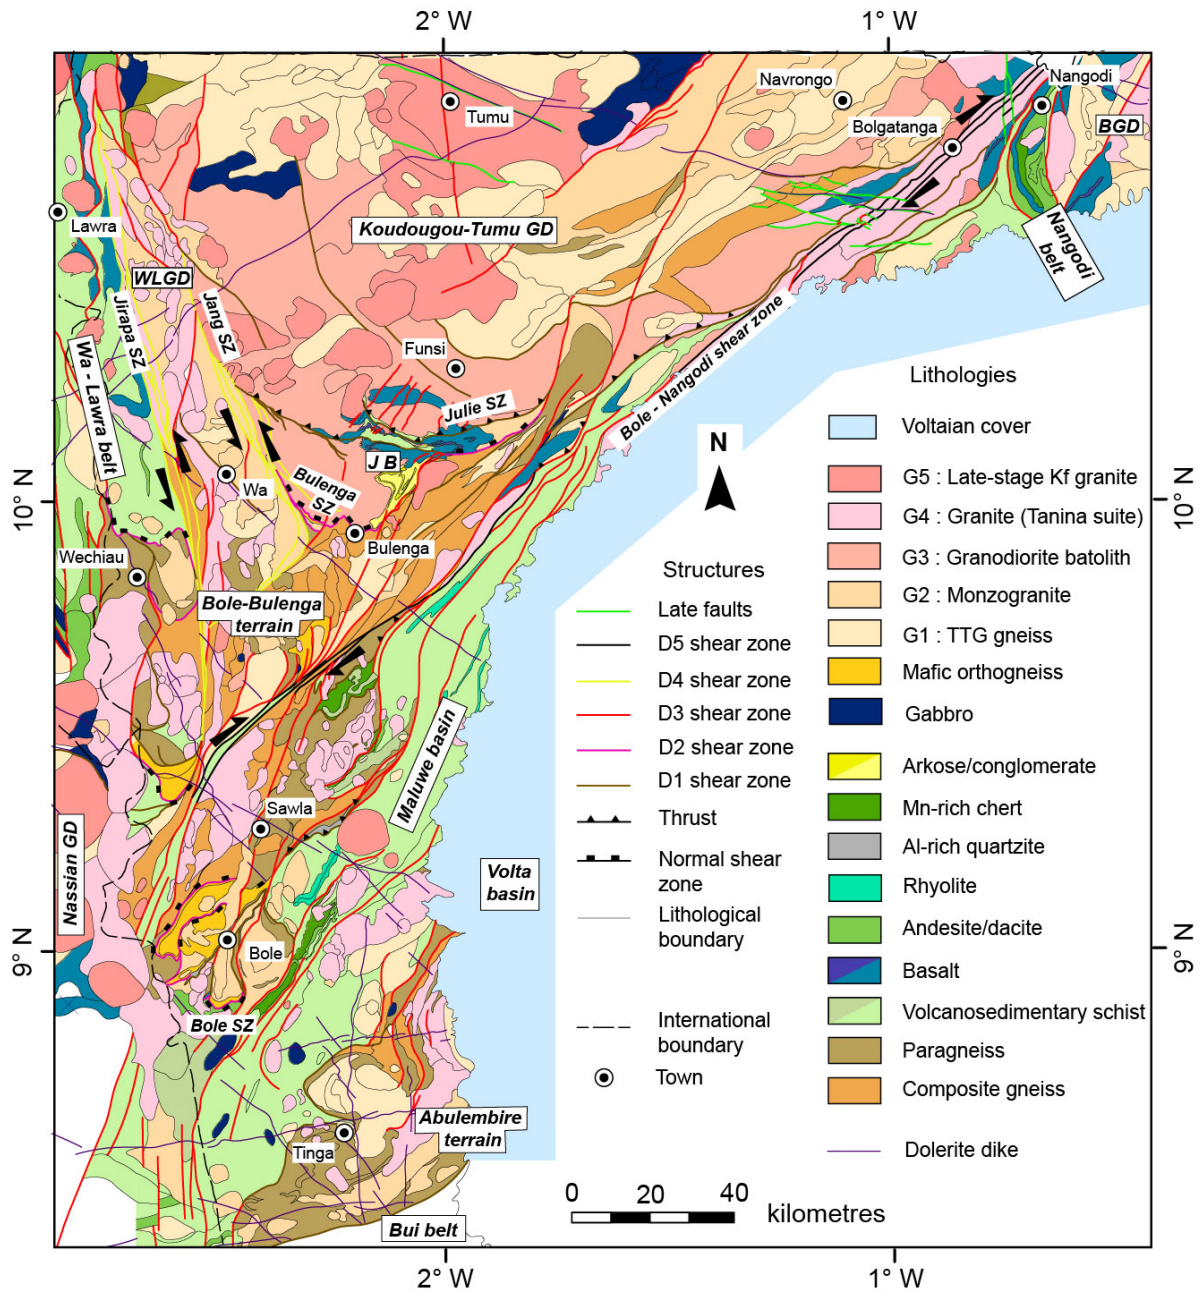 2° W
1° W
Navrongo
Nangodi
Tumu
Bolgatanga
BGD
Lawra
Koudougou-Tumu GD
Nangodi
belt
WLGD
Jirapa SZ
Jang SZ
Bole - Nangodi shear zone
Wa - Lawra belt
Funsi
Julie SZ
J B
Wa
Bulenga
SZ
Bulenga
10° N
10° N
Wechiau
Bole-Bulenga
terrain
Maluwe basin
Sawla
Nassian GD
Volta
basin
Bole
9° N
9° N
Bole SZ
Abulembire
terrain
Tinga
Bui belt
2° W
1° W
N
Structures
Late faults
D5 shear zone
D4 shear zone
D3 shear zone
D2 shear zone
D1 shear zone
Thrust
Normal shear
zone
Lithological
boundary
International
boundary
Town
0 20 40
kilometres
Lithologies
Voltaian cover
G5 : Late-stage Kf granite
G4 : Granite (Tanina suite)
G3 : Granodiorite batolith
G2 : Monzogranite
G1 : TTG gneiss
Mafic orthogneiss
Gabbro
Arkose/conglomerate
Mn-rich chert
Al-rich quartzite
Rhyolite
Andesite/dacite
Basalt
Volcanosedimentary schist
Paragneiss
Composite gneiss
Dolerite dike